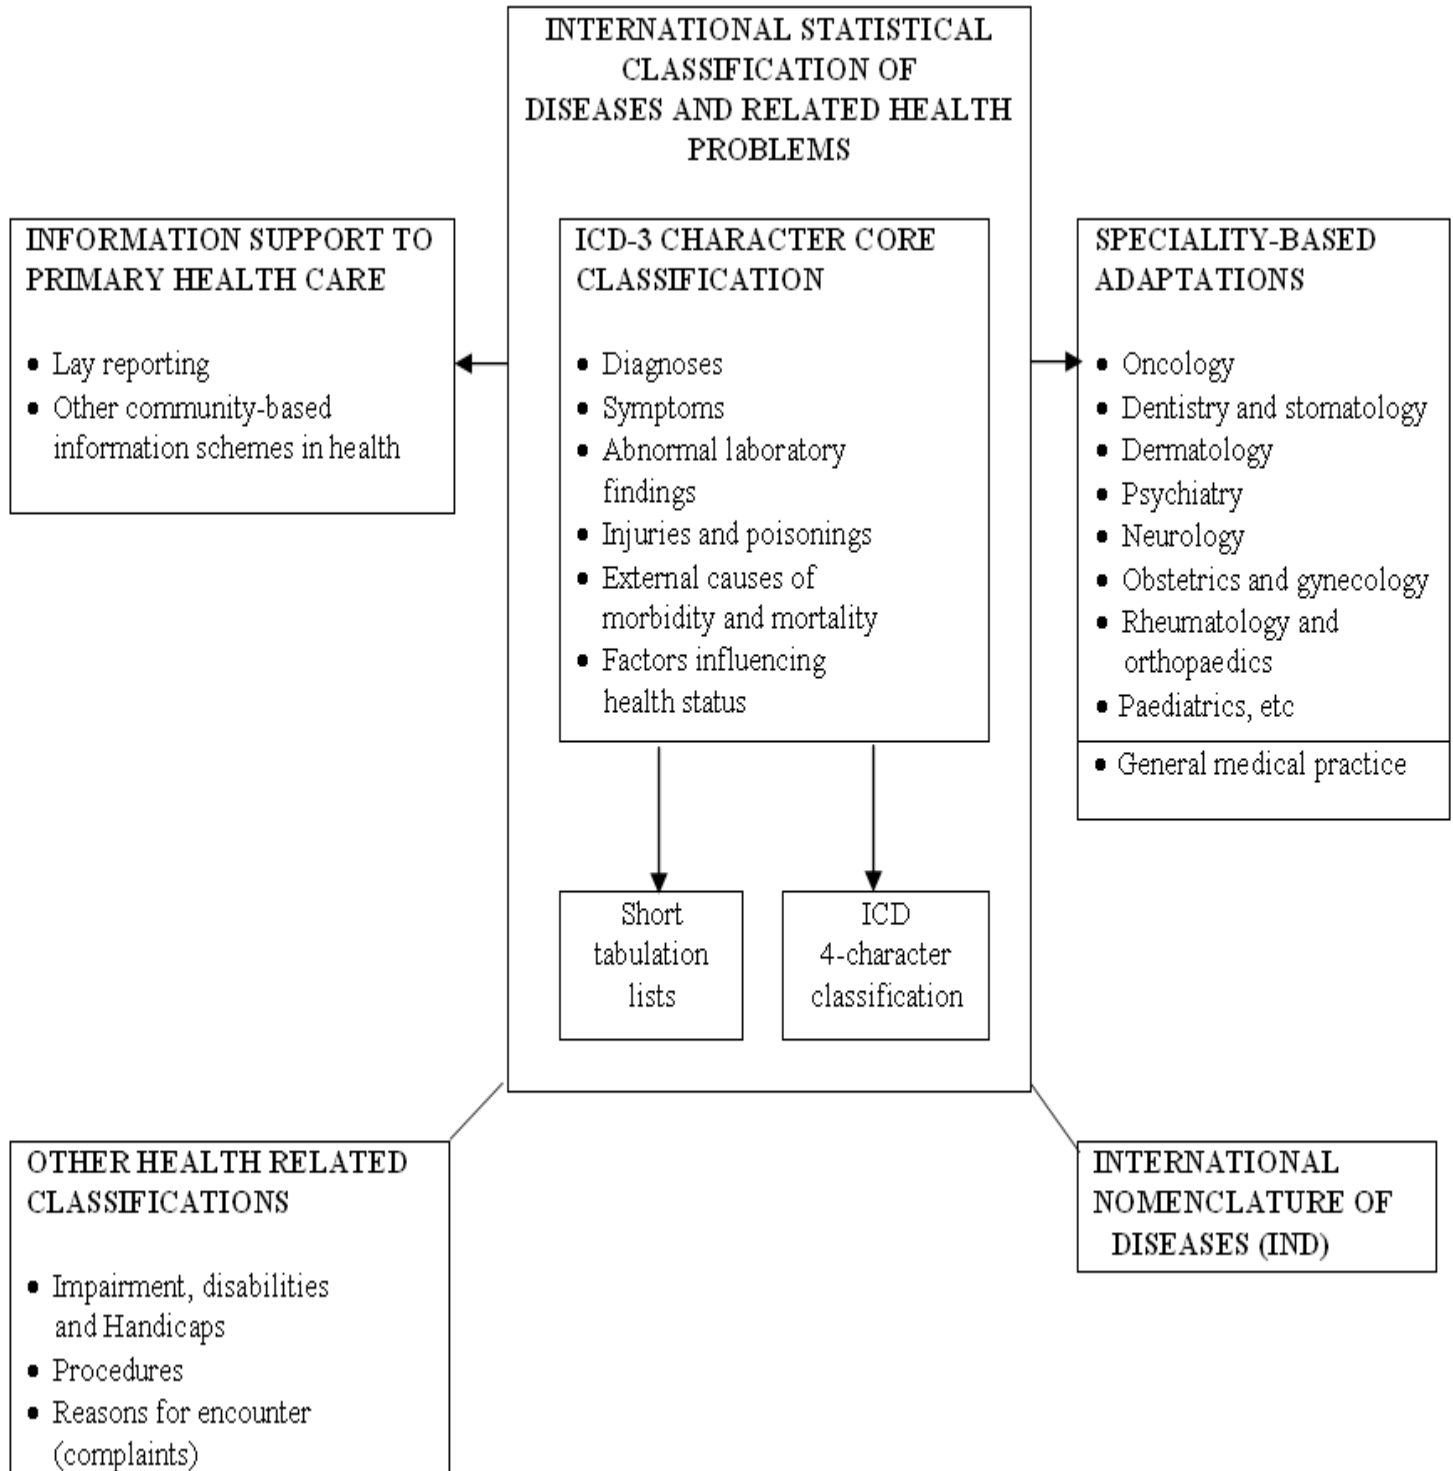 INTERNATIONAL STATISTICAL
CLASSIFICATION OF
DISEASES AND RELATED HEALTH
PROBLEMS
INFORMATION SUPPORT TO
PRIMARY HEALTH CARE
• Lay reporting
• Other community-based
information schemes in health
ICD-3 CHARACTER CORE
CLASSIFICATION
• Diagnoses
• Symptoms
• Abnormal laboratory
findings
• Injuries and poisonings
• External causes of
morbidity and mortality
• Factors influencing
health status
SPECIALITY-BASED
ADAPTATIONS
• Oncology
• Dentistry and stomatology
• Dermatology
• Psychiatry
• Neurology
• Obstetrics and gynecology
• Rheumatology and
orthopaedics
• Paediatrics, etc
• General medical practice
Short
tabulation
lists
ICD
4-character
classification
OTHER HEALTH RELATED
CLASSIFICATIONS
• Impairment, disabilities
and Handicaps
• Procedures
• Reasons for encounter
(complaints)
INTERNATIONAL
NOMENCLATURE OF
DISEASES (IND)